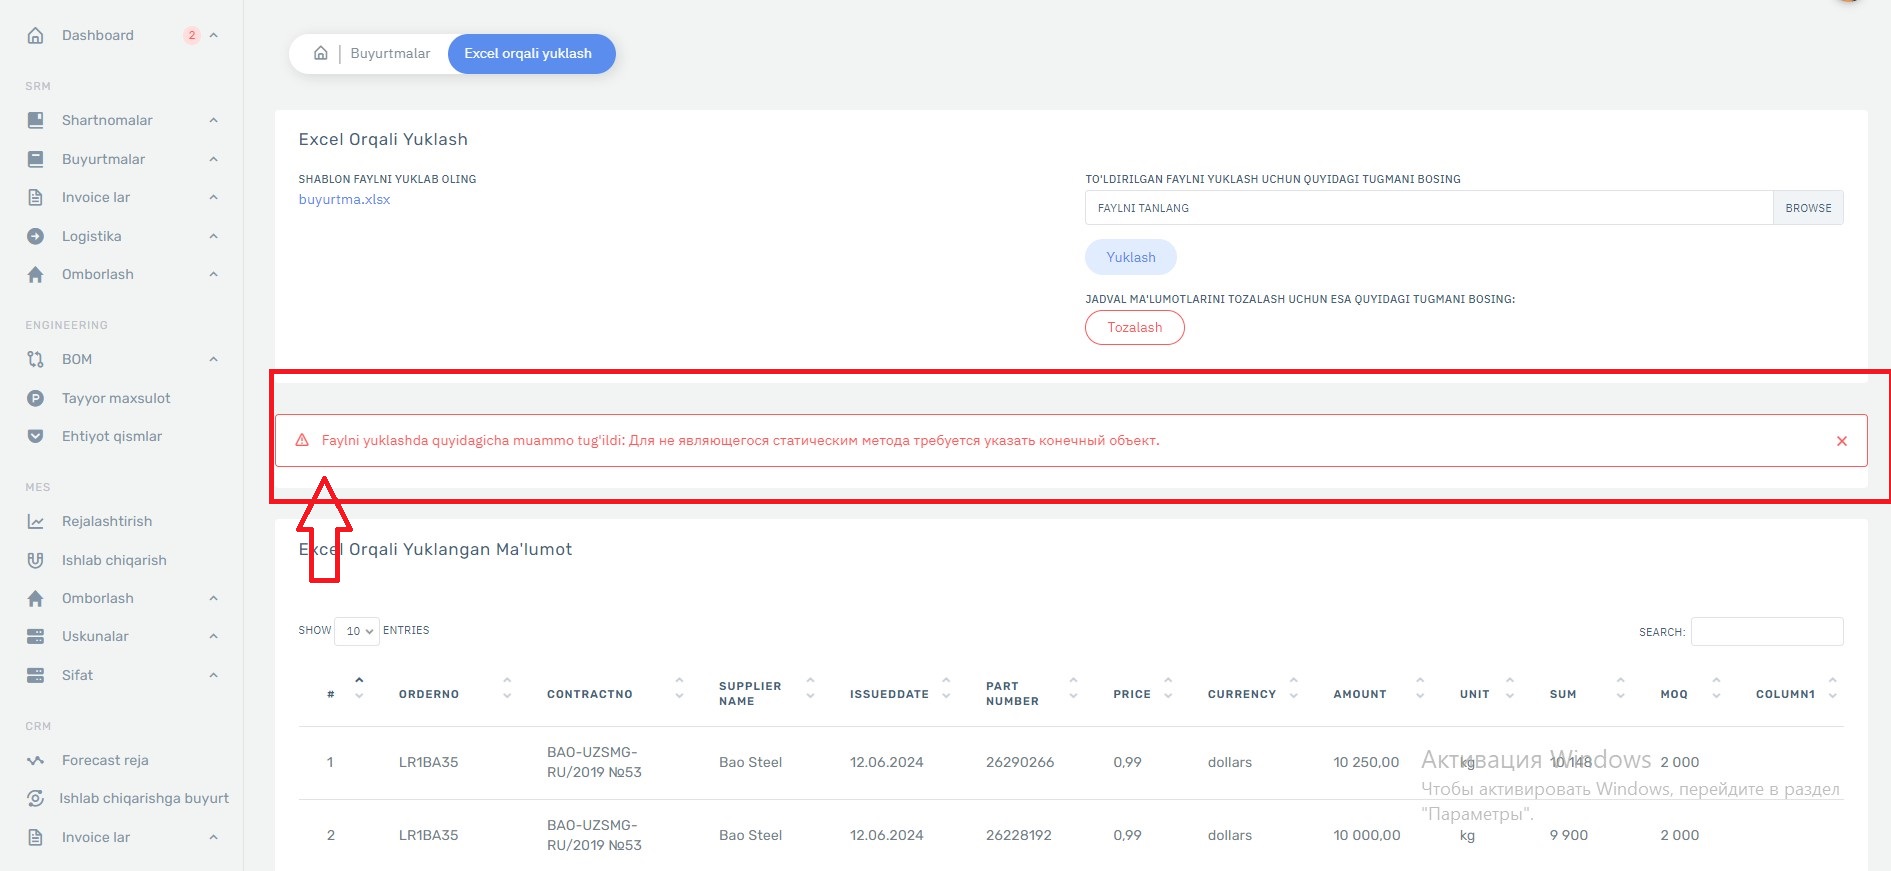 Dashboard 2
SRM
Shartnomalar
Buyurtmalar
Invoice lar
Logistika
Omborlash
ENGINEERING
BOM
Tayyor maxsulot
Ehtiyot qismlar
MES
Rejalashtirish
Ishlab chiqarish
Omborlash
Uskunalar
Sifat
CRM
Forecast reja
Ishlab chiqarishga buyurt
Invoice lar
Buyurtmalar Excel orqali yuklash
Excel Orqali Yuklash
SHABLON FAYLNI YUKLAB OLING
buyurtma.xlsx
TO'LDIRILGAN FAYLNI YUKLASH UCHUN QUYIDAGI TUGMANI BOSING
FAYLNI TANLANG BROWSE
Yuklash
JADVAL MA'LUMOTLARINI TOZALASH UCHUN ESA QUYIDAGI TUGMANI BOSING:
Tozalash
Faylni yuklashda quyidagicha muammo tug'ildi: Для не являющегося статическим метода требуется указать конечный объект.
Excel Orqali Yuklangan Ma'lumot
SHOW 10 ENTRIES
SEARCH:
# ORDERNO CONTRACTNO SUPPLIER NAME ISSUEDDATE PART NUMBER PRICE CURRENCY AMOUNT UNIT SUM MOQ COLUMN1
1 LR1BA35 BAO-UZSMG-RU/2019 №53 Bao Steel 12.06.2024 26290266 0,99 dollars 10 250,00 kg 10 148 2 000
2 LR1BA35 BAO-UZSMG-RU/2019 №53 Bao Steel 12.06.2024 26228192 0,99 dollars 10 000,00 kg 9 900 2 000
Активация Windows
Чтобы активировать Windows, перейдите в раздел
"Параметры".